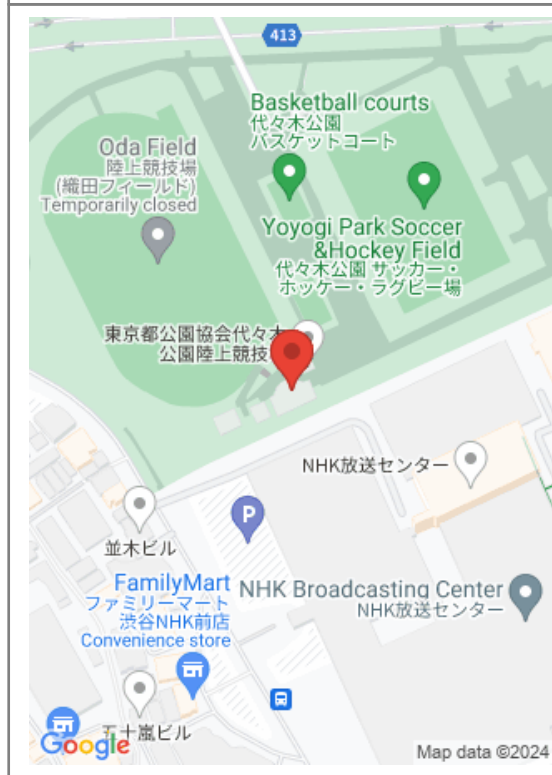 413
Basketball courts
代々木公園
バスケットコート
Oda Field
陸上競技場
(織田フィールド)
Temporarily closed
Yoyogi Park Soccer
&Hockey Field
代々木公園 サッカー・
ホッケー・ラグビー場
東京都公園協会代々木
公園陸上競技
NHK放送センター
P
並木ビル
FamilyMart
ファミリーマート
渋谷NHK前店
Convenience store
NHK Broadcasting Center
NHK放送センター
五十嵐ビル
Google
Map data ©2024